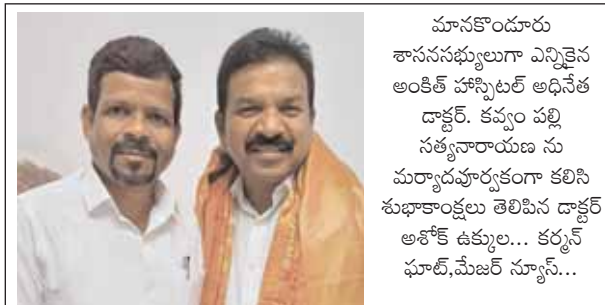 మానకొండూరు
శాసనసభ్యులుగా ఎన్నికైన
అంకిత్ హాస్పిటల్ అధినేత
డాక్టర్. కవ్వం పల్లి
సత్యనారాయణ ను
మర్యాదపూర్వకంగా కలిసి
శుభాకాంక్షలు తెలిపిన డాక్టర్
అశోక్ ఉక్కుల... కర్మన్
ఘాట్,మేజర్ న్యూస్...